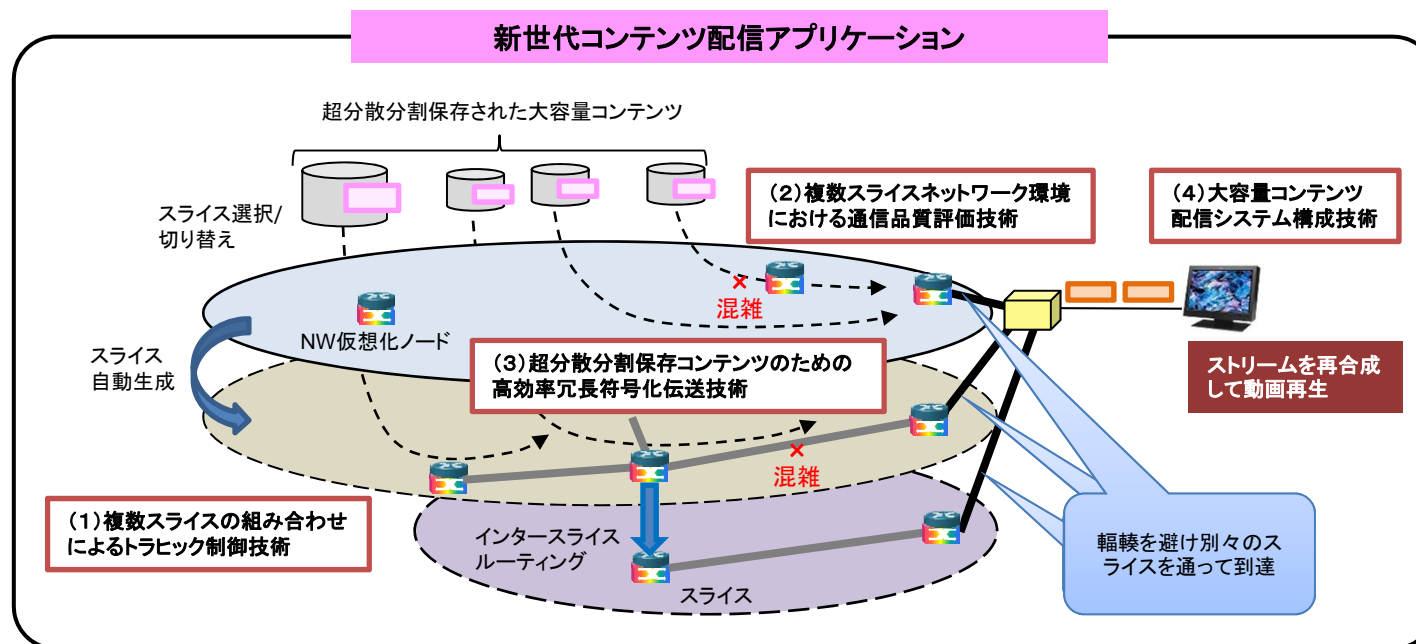 新世代コンテンツ配信アプリケーション
超分散分割保存された大容量コンテンツ
スライス選択/
切り替え
(2)複数スライスネットワーク環境
における通信品質評価技術
(4)大容量コンテンツ
配信システム構成技術
×
混雑
NW仮想化ノード
スライス
自動生成
(3)超分散分割保存コンテンツのための
高効率冗長符号化伝送技術
ストリームを再合成
して動画再生
×
混雑
(1)複数スライスの組み合わせ
によるトラヒック制御技術
インタースライス
ルーティング
スライス
輻輳を避け別々のス
ライスを通って到達